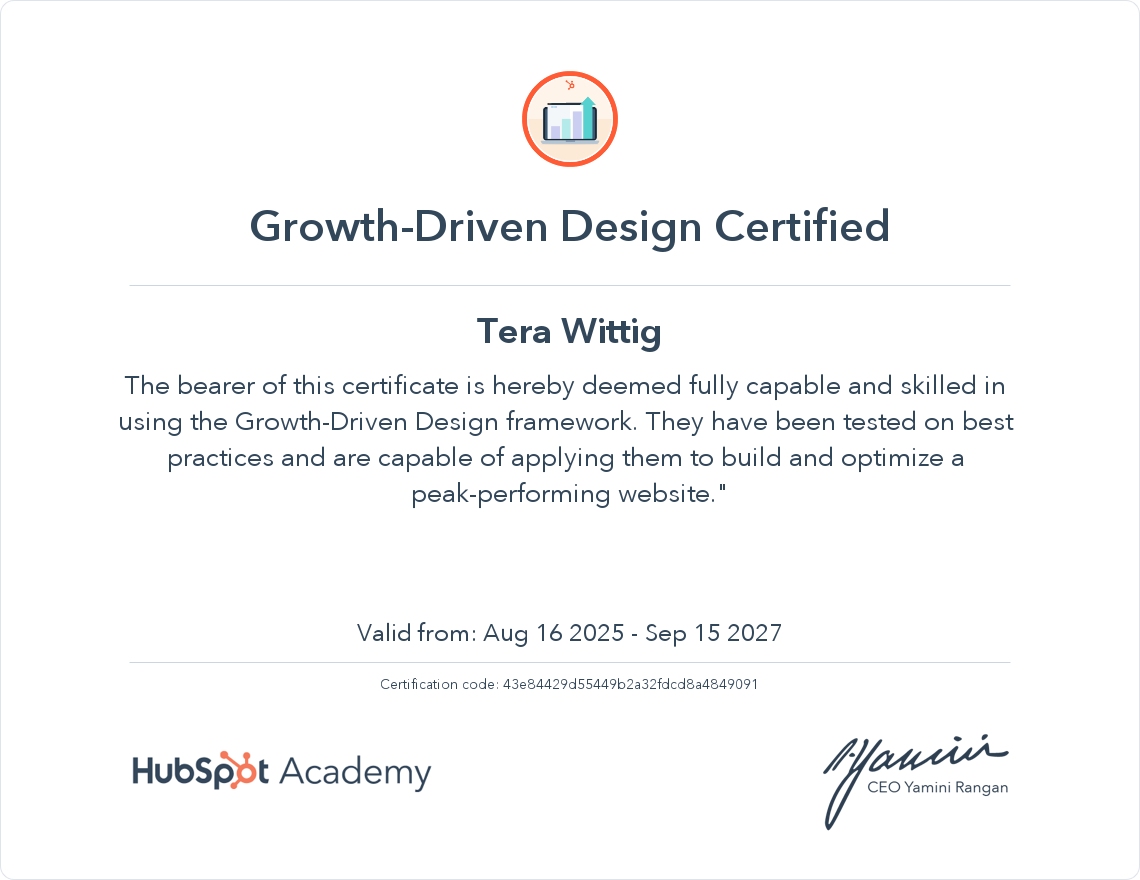 Growth-Driven Design Certified
Tera Wittig
The bearer of this certificate is hereby deemed fully capable and skilled in
using the Growth-Driven Design framework. They have been tested on best
practices and are capable of applying them to build and optimize a
peak-performing website."
Valid from: Aug 16 2025 - Sep 15 2027
Certification code: 43e84429d55449b2a32fdcd8a4849091
HubSpot Academy
Yamini
CEO Yamini Rangan